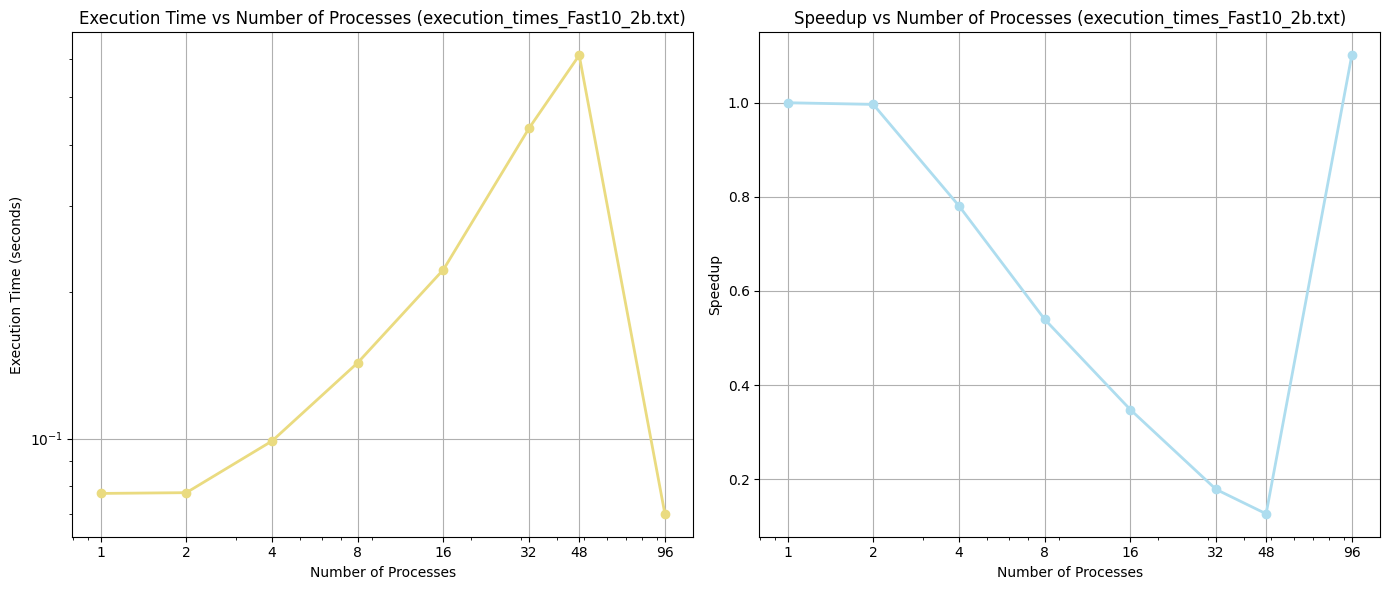 Execution Time vs Number of Processes (execution_times_Fast10_2b.txt)
Execution Time (seconds)
10⁻¹
1 2 4 8 16 32 48 96
Number of Processes
Speedup vs Number of Processes (execution_times_Fast10_2b.txt)
Speedup
1.0
0.8
0.6
0.4
0.2
1 2 4 8 16 32 48 96
Number of Processes